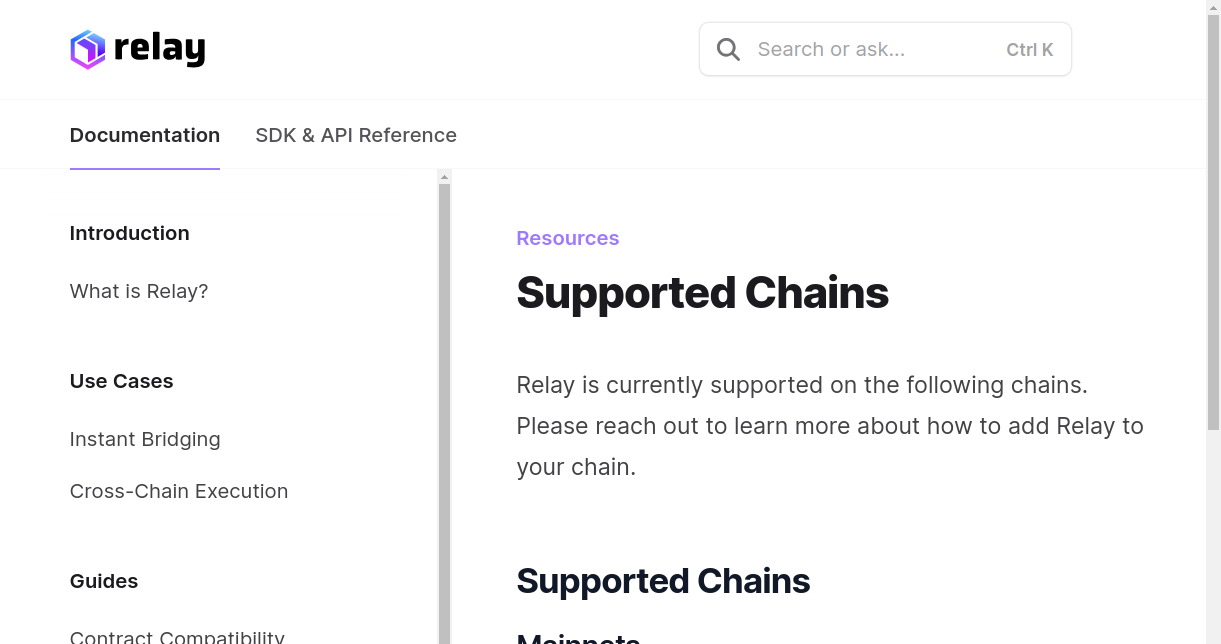 relay
Search or ask...
Ctrl K
Documentation
SDK & API Reference
Introduction
What is Relay?
Use Cases
Instant Bridging
Cross-Chain Execution
Guides
Contract Compatibility
Resources
Supported Chains
Relay is currently supported on the following chains.
Please reach out to learn more about how to add Relay to
your chain.
Supported Chains
Mainnets